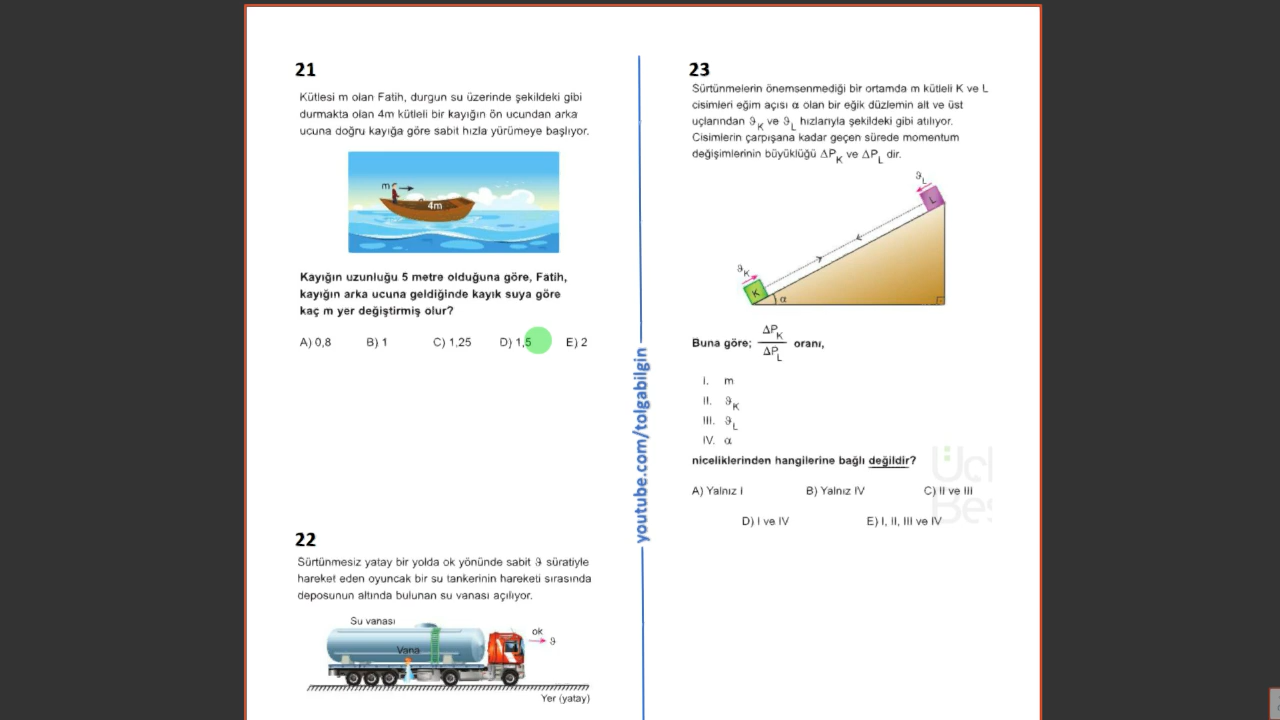 21
Kütlesi m olan Fatih, durgun su üzerinde şekildeki gibi
durmakta olan 4m kütleli bir kayığın ön ucundan arka
ucuna doğru kayığa göre sabit hızla yürümeye başlıyor.
m
4m
Kayığın uzunluğu 5 metre olduğuna göre, Fatih,
kayığın arka ucuna geldiğinde kayık suya göre
kaç m yer değiştirmiş olur?
A) 0,8 B) 1 C) 1,25 D) 1,5 E) 2
22
Sürtünmesiz yatay bir yolda ok yönünde sabit ϑ süratiyle
hareket eden oyuncak bir su tankerinin hareketi sırasında
deposunun altında bulunan su vanası açılıyor.
Su vanası
ok
ϑ
Vana
Yer (yatay)
youtube.com/tolgabilgin
23
Sürtünmelerin önemsenmediği bir ortamda m kütleli K ve L
cisimleri eğim açısı α olan bir eğik düzlemin alt ve üst
uçlarından ϑK ve ϑL hızlarıyla şekildeki gibi atılıyor.
Cisimlerin çarpışana kadar geçen sürede momentum
değişimlerinin büyüklüğü ΔPK ve ΔPL dir.
ϑL
L
ϑK
K
α
Buna göre; ΔPK / ΔPL oranı,
I. m
II. ϑK
III. ϑL
IV. α
niceliklerinden hangilerine bağlı değildir?
A) Yalnız I B) Yalnız IV C) II ve III
D) I ve IV E) I, II, III ve IV